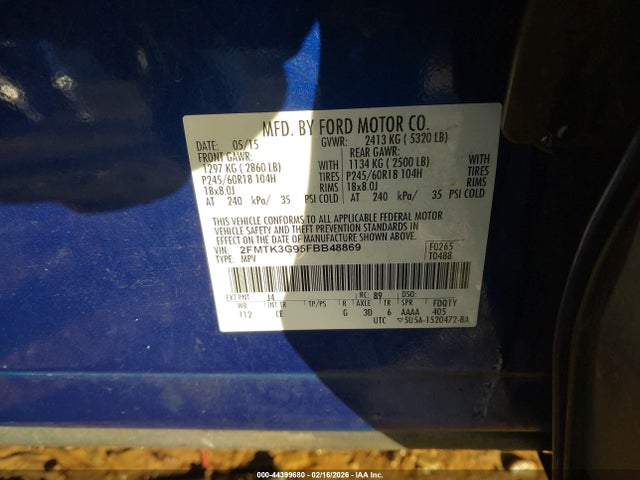 MFD. BY FORD MOTOR CO.
DATE: 05/15 GVWR: 2413 KG ( 5320 LB)
FRONT GAWR: REAR GAWR:
1297 KG ( 2860 LB) WITH 1134 KG ( 2500 LB) WITH
P245/60R18 104H TIRES P245/60R18 104H TIRES
18x8.0J RIMS 18x8.0J RIMS
AT 240 kPa/ 35 PSI COLD AT 240 kPa/ 35 PSI COLD
THIS VEHICLE CONFORMS TO ALL APPLICABLE FEDERAL MOTOR
VEHICLE SAFETY AND THEFT PREVENTION STANDARDS IN
EFFECT ON THE DATE OF MANUFACTURE SHOWN ABOVE.
VIN: 2FMTK3G95FBB48869 F0265
TYPE: MPV T0488
EXT PNT: J4 RC: 89 DSO:
WB INT TR TP/PS R AXLE TR SPR FDQTY
112 CE G 3D 6 AAAA 405
UTC ▽5U5A-1520472-BA
000-44399680 - 02/16/2026 - IAA Inc.